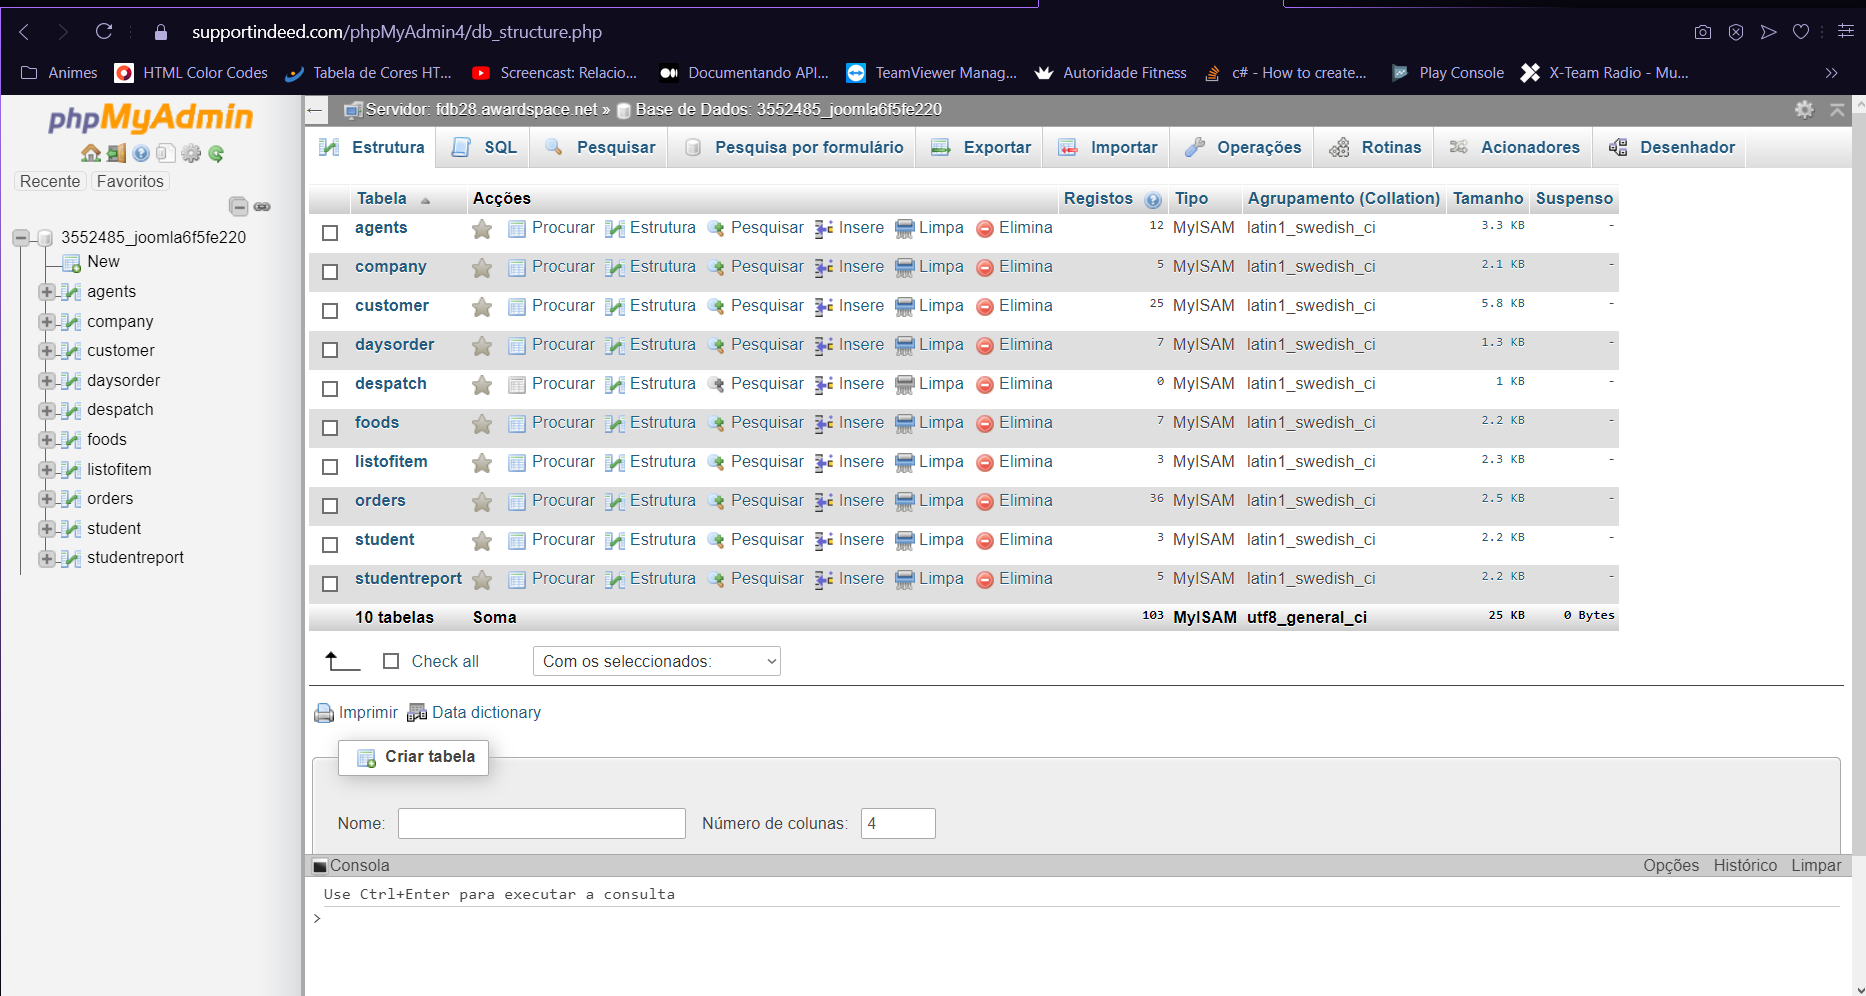 supportindeed.com/phpMyAdmin4/db_structure.php
Animes HTML Color Codes Tabela de Cores HT... Screencast: Relacio... Documentando API... TeamViewer Manag... Autoridade Fitness c# - How to create... Play Console X-Team Radio - Mu...
phpMyAdmin
Recente Favoritos
3552485_joomla6f5fe220
New
agents
company
customer
daysorder
despatch
foods
listofitem
orders
student
studentreport
Servidor: fdb28.awardspace.net » Base de Dados: 3552485_joomla6f5fe220
Estrutura SQL Pesquisar Pesquisa por formulário Exportar Importar Operações Rotinas Acionadores Desenhador
Tabela Acções Registos Tipo Agrupamento (Collation) Tamanho Suspenso
agents Procurar Estrutura Pesquisar Insere Limpa Elimina 12 MyISAM latin1_swedish_ci 3.3 KB -
company Procurar Estrutura Pesquisar Insere Limpa Elimina 5 MyISAM latin1_swedish_ci 2.1 KB -
customer Procurar Estrutura Pesquisar Insere Limpa Elimina 25 MyISAM latin1_swedish_ci 5.8 KB -
daysorder Procurar Estrutura Pesquisar Insere Limpa Elimina 7 MyISAM latin1_swedish_ci 1.3 KB -
despatch Procurar Estrutura Pesquisar Insere Limpa Elimina 0 MyISAM latin1_swedish_ci 1 KB -
foods Procurar Estrutura Pesquisar Insere Limpa Elimina 7 MyISAM latin1_swedish_ci 2.2 KB -
listofitem Procurar Estrutura Pesquisar Insere Limpa Elimina 3 MyISAM latin1_swedish_ci 2.3 KB -
orders Procurar Estrutura Pesquisar Insere Limpa Elimina 36 MyISAM latin1_swedish_ci 2.5 KB -
student Procurar Estrutura Pesquisar Insere Limpa Elimina 3 MyISAM latin1_swedish_ci 2.2 KB -
studentreport Procurar Estrutura Pesquisar Insere Limpa Elimina 5 MyISAM latin1_swedish_ci 2.2 KB -
10 tabelas Soma 103 MyISAM utf8_general_ci 25 KB 0 Bytes
Check all Com os seleccionados:
Imprimir Data dictionary
Criar tabela
Nome: Número de colunas: 4
Consola Opções Histórico Limpar
Use Ctrl+Enter para executar a consulta
>